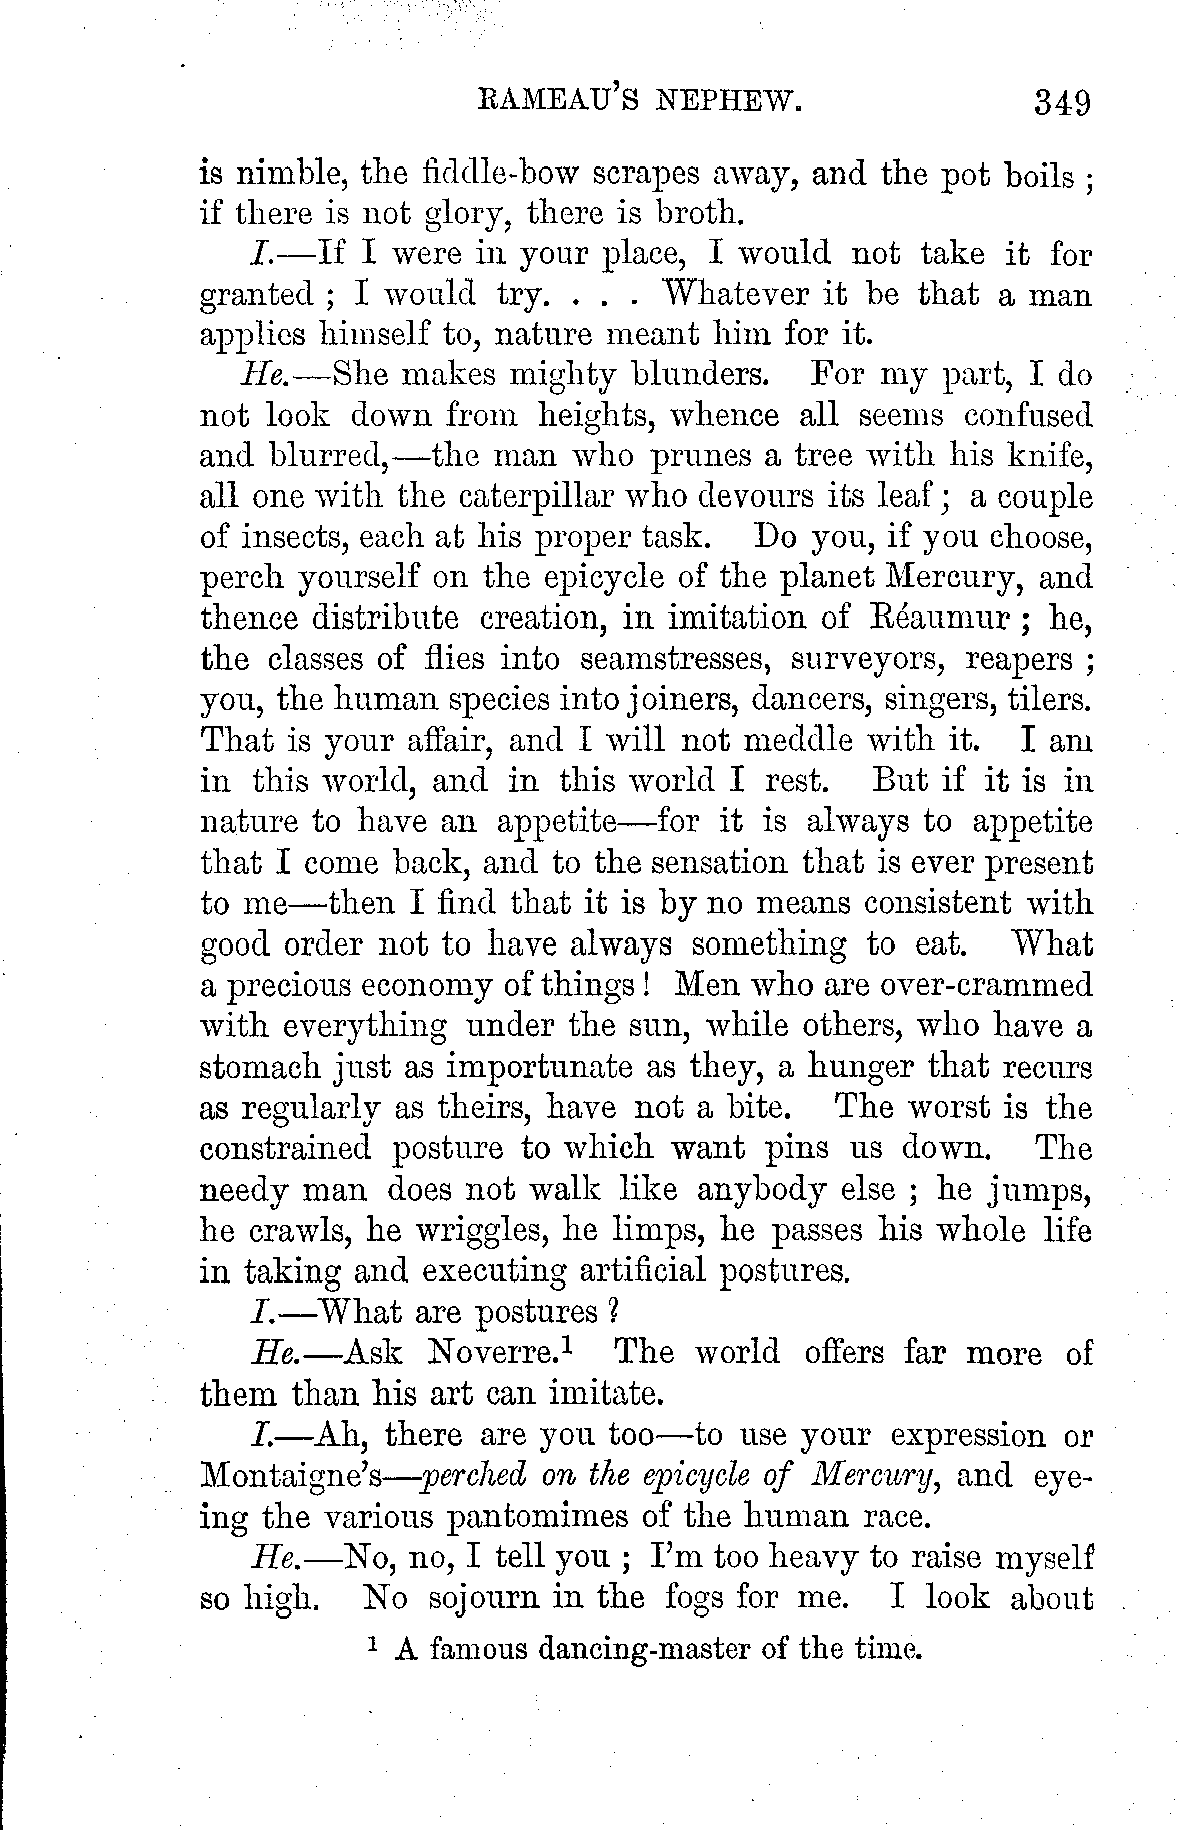 RAMEAU'S NEPHEW. 349
is nimble, the fiddle-bow scrapes away, and the pot boils ;
if there is not glory, there is broth.
I.—If I were in your place, I would not take it for
granted ; I would try. . . . Whatever it be that a man
applies himself to, nature meant him for it.
He.—She makes mighty blunders. For my part, I do
not look down from heights, whence all seems confused
and blurred,—the man who prunes a tree with his knife,
all one with the caterpillar who devours its leaf ; a couple
of insects, each at his proper task. Do you, if you choose,
perch yourself on the epicycle of the planet Mercury, and
thence distribute creation, in imitation of Réaumur ; he,
the classes of flies into seamstresses, surveyors, reapers ;
you, the human species into joiners, dancers, singers, tilers.
That is your affair, and I will not meddle with it. I am
in this world, and in this world I rest. But if it is in
nature to have an appetite—for it is always to appetite
that I come back, and to the sensation that is ever present
to me—then I find that it is by no means consistent with
good order not to have always something to eat. What
a precious economy of things ! Men who are over-crammed
with everything under the sun, while others, who have a
stomach just as importunate as they, a hunger that recurs
as regularly as theirs, have not a bite. The worst is the
constrained posture to which want pins us down. The
needy man does not walk like anybody else ; he jumps,
he crawls, he wriggles, he limps, he passes his whole life
in taking and executing artificial postures.
I.—What are postures ?
He.—Ask Noverre.¹ The world offers far more of
them than his art can imitate.
I.—Ah, there are you too—to use your expression or
Montaigne's—perched on the epicycle of Mercury, and eye-
ing the various pantomimes of the human race.
He.—No, no, I tell you ; I'm too heavy to raise myself
so high. No sojourn in the fogs for me. I look about
¹ A famous dancing-master of the time.